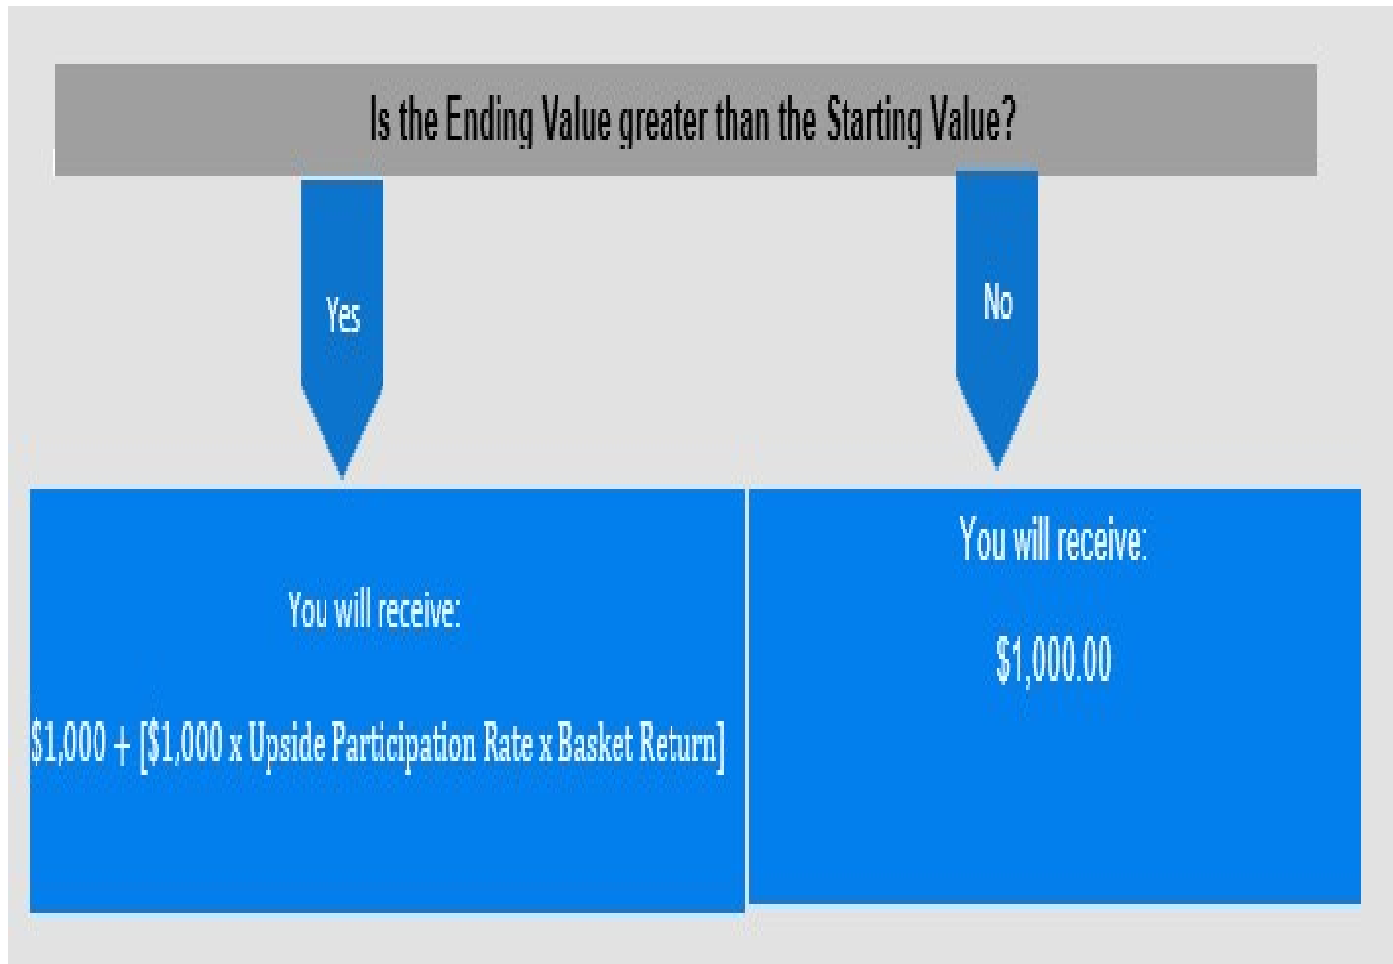 Is the Ending Value greater than the Starting Value?
Yes
No
You will receive:
$1,000 + [$1,000 x Upside Participation Rate x Basket Return]
You will receive:
$1,000.00